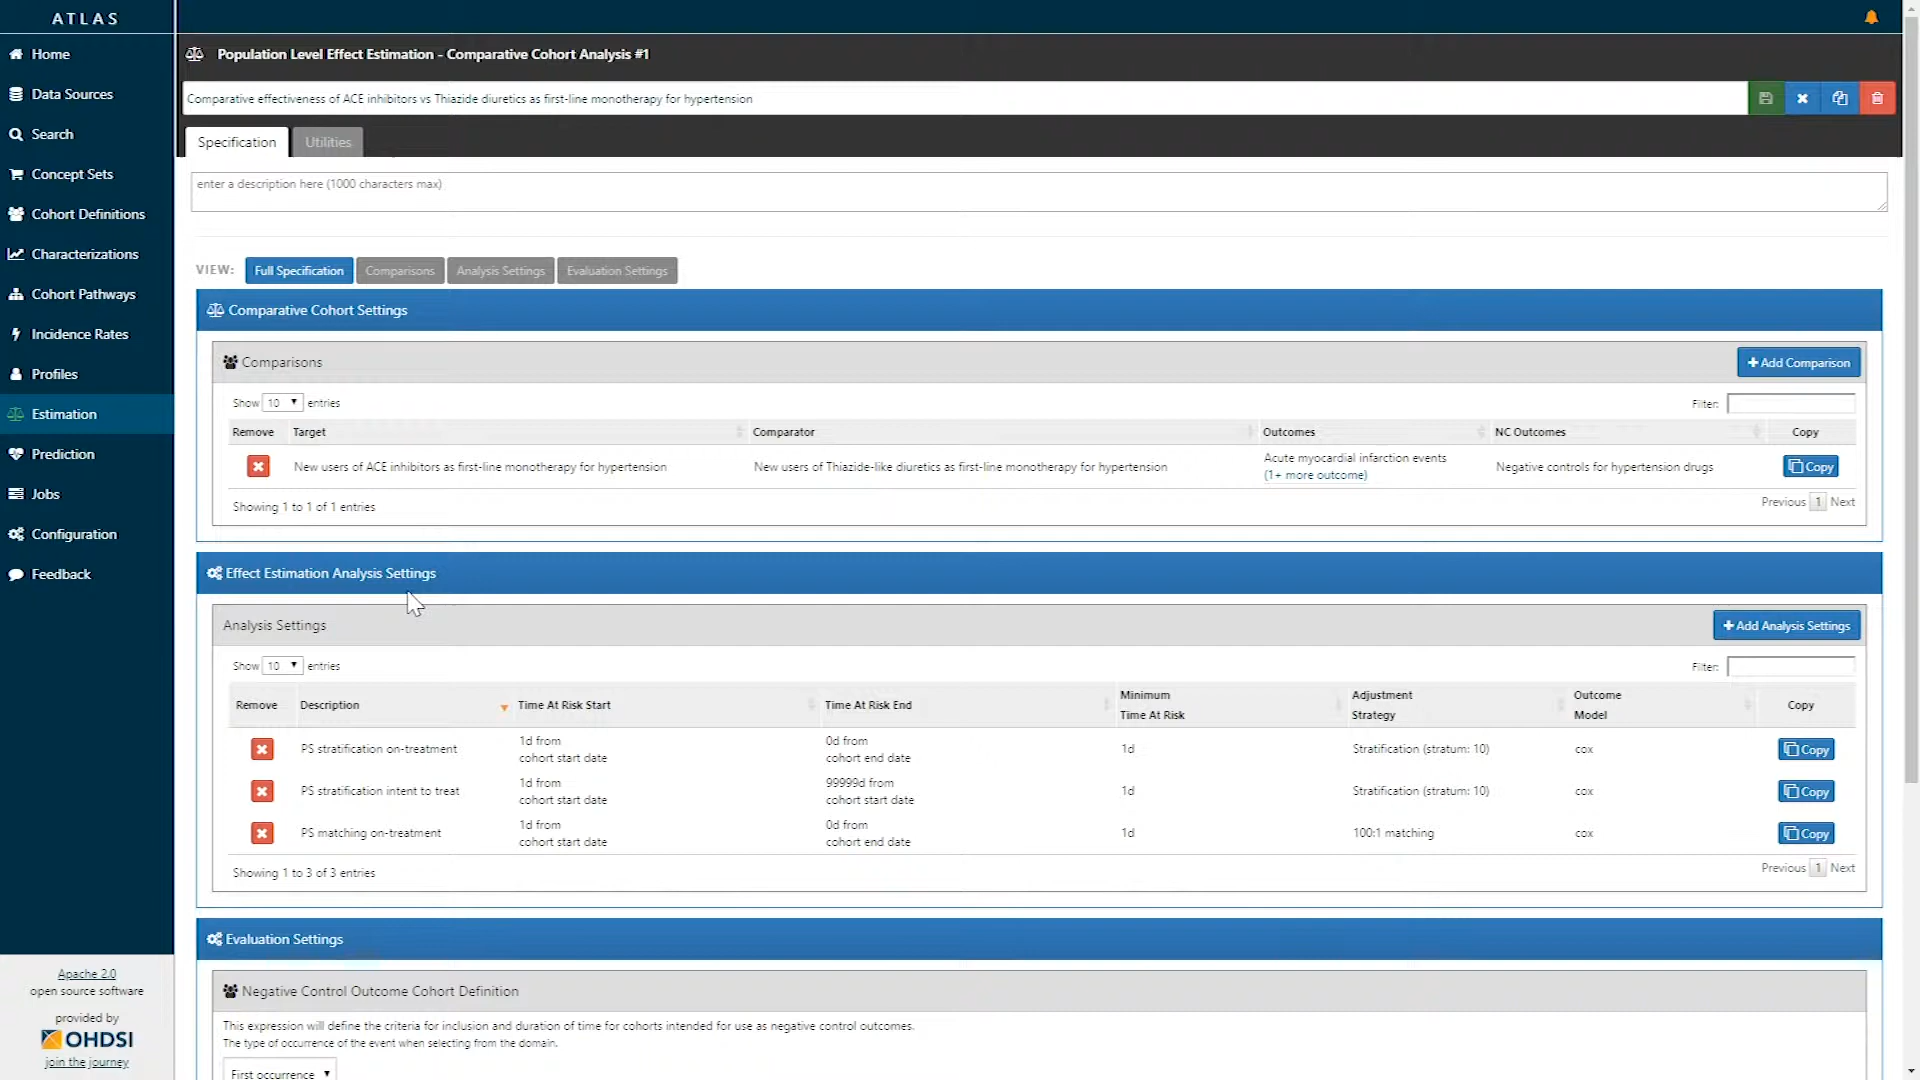 ATLAS
Home
Data Sources
Search
Concept Sets
Cohort Definitions
Characterizations
Cohort Pathways
Incidence Rates
Profiles
Estimation
Prediction
Jobs
Configuration
Feedback
Apache 2.0
open source software
provided by
OHDSI
join the journey
Population Level Effect Estimation - Comparative Cohort Analysis #1
Comparative effectiveness of ACE inhibitors vs Thiazide diuretics as first-line monotherapy for hypertension
Specification Utilities
enter a description here (1000 characters max)
VIEW: Full Specification Comparisons Analysis Settings Evaluation Settings
Comparative Cohort Settings
Comparisons Add Comparison
Show 10 entries Filter:
Remove Target Comparator Outcomes NC Outcomes Copy
New users of ACE inhibitors as first-line monotherapy for hypertension New users of Thiazide-like diuretics as first-line monotherapy for hypertension Acute myocardial infarction events Negative controls for hypertension drugs Copy
(1+ more outcome)
Showing 1 to 1 of 1 entries Previous 1 Next
Effect Estimation Analysis Settings
Analysis Settings Add Analysis Settings
Show 10 entries Filter:
Remove Description Time At Risk Start Time At Risk End Minimum Time At Risk Adjustment Strategy Outcome Model Copy
PS stratification on-treatment 1d from cohort start date 0d from cohort end date 1d Stratification (stratum: 10) cox Copy
PS stratification intent to treat 1d from cohort start date 99999d from cohort start date 1d Stratification (stratum: 10) cox Copy
PS matching on-treatment 1d from cohort start date 0d from cohort end date 1d 100:1 matching cox Copy
Showing 1 to 3 of 3 entries Previous 1 Next
Evaluation Settings
Negative Control Outcome Cohort Definition
This expression will define the criteria for inclusion and duration of time for cohorts intended for use as negative control outcomes.
The type of occurrence of the event when selecting from the domain.
First occurrence